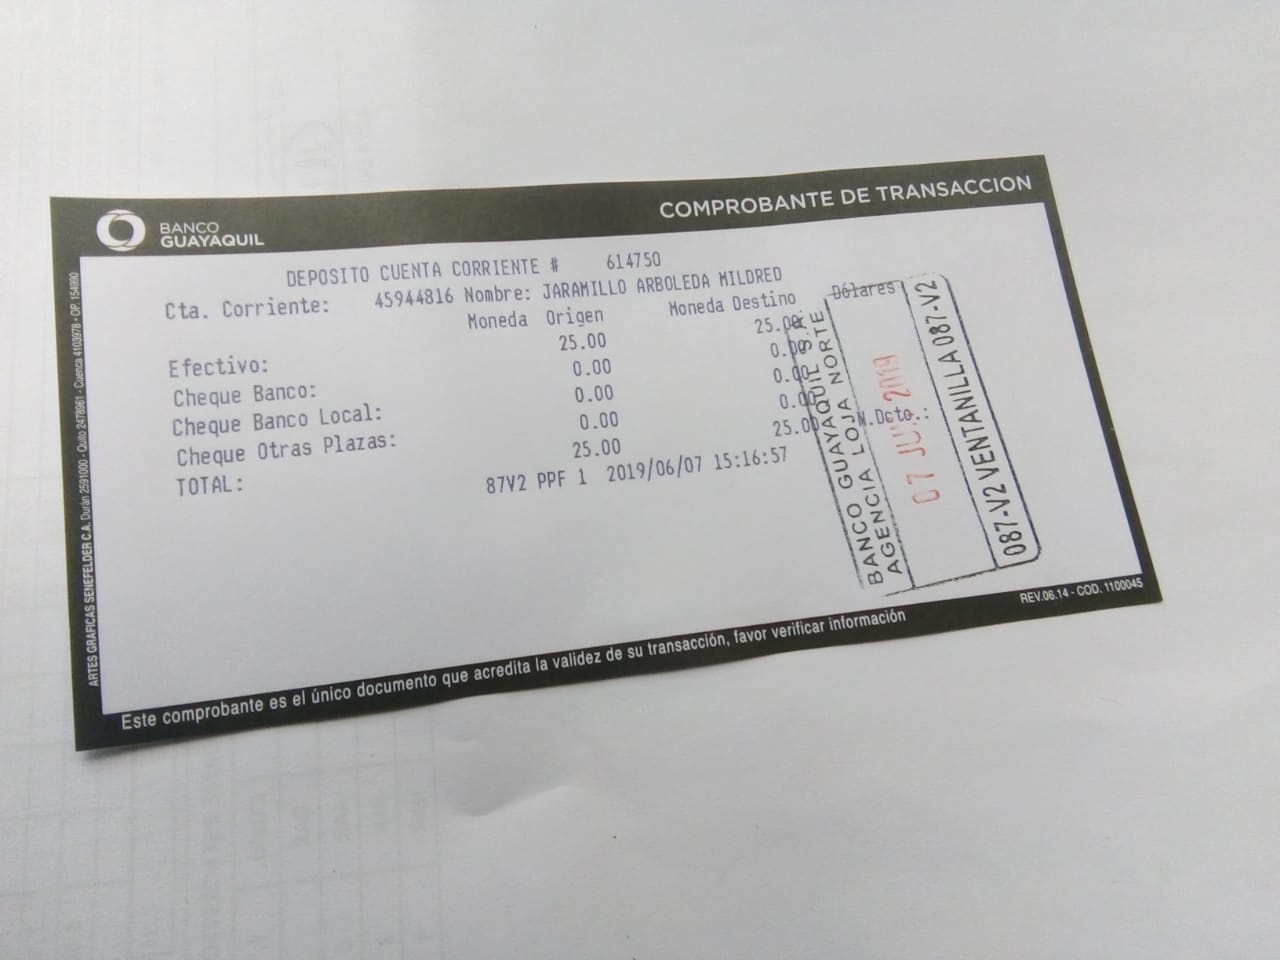 BANCO
GUAYAQUIL
COMPROBANTE DE TRANSACCION
DEPOSITO CUENTA CORRIENTE # 614750
Cta. Corriente: 45944816 Nombre: JARAMILLO ARBOLEDA MILDRED
Moneda Origen Moneda Destino Dólares
Efectivo: 25.00 25.00
Cheque Banco: 0.00 0.00
Cheque Banco Local: 0.00 0.00
Cheque Otras Plazas: 0.00 0.00
TOTAL: 25.00 25.00 N.Dcto.:
87V2 PPF 1 2019/06/07 15:16:57
BANCO GUAYAQUIL S.A.
AGENCIA LOJA NORTE
07 2019
087-V2 VENTANILLA 087-V2
ARTES GRAFICAS SENEFELDER C.A. Durán 2591000 - Quito 2478961 - Cuenca 4103978 - OP. 154990
REV.06.14 - COD. 1100045
Este comprobante es el único documento que acredita la validez de su transacción, favor verificar información